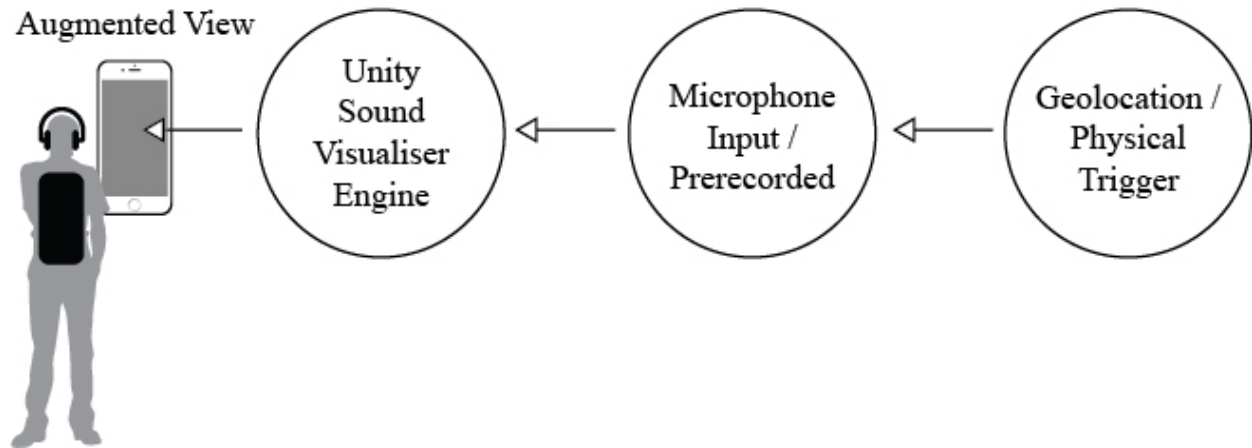 Augmented View
Unity
Sound
Visualiser
Engine
Microphone
Input /
Prerecorded
Geolocation /
Physical
Trigger